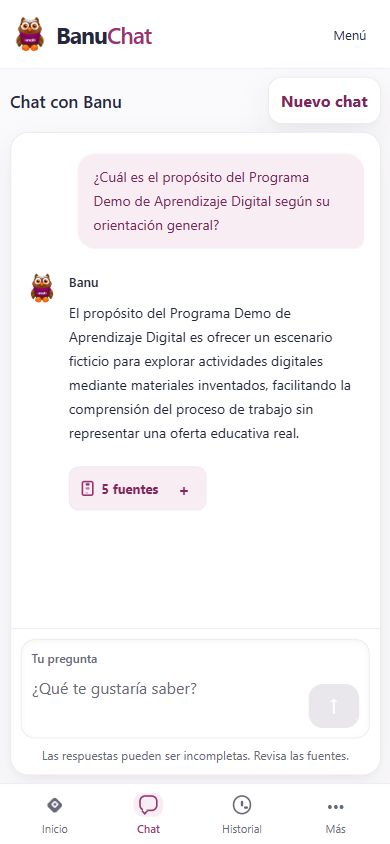 BanuChat
Menú
Chat con Banu
Nuevo chat
¿Cuál es el propósito del Programa
Demo de Aprendizaje Digital según su
orientación general?
Banu
El propósito del Programa Demo de
Aprendizaje Digital es ofrecer un escenario
ficticio para explorar actividades digitales
mediante materiales inventados, facilitando la
comprensión del proceso de trabajo sin
representar una oferta educativa real.
5 fuentes +
Tu pregunta
¿Qué te gustaría saber?
↑
Las respuestas pueden ser incompletas. Revisa las fuentes.
Inicio
Chat
Historial
Más